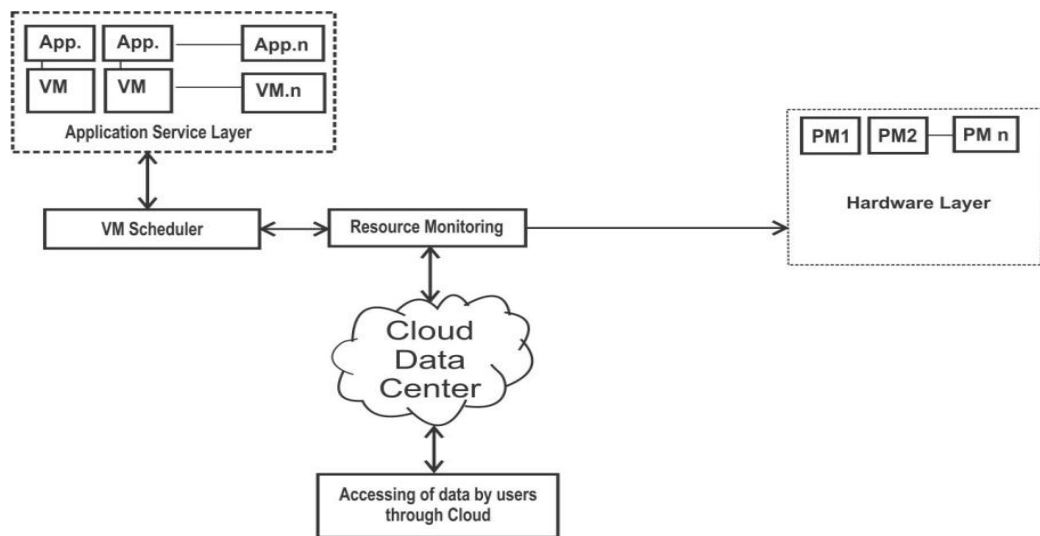 App. App. App.n
VM VM VM.n
Application Service Layer
PM1 PM2 PM n
Hardware Layer
VM Scheduler
Resource Monitoring
Cloud
Data
Center
Accessing of data by users
through Cloud